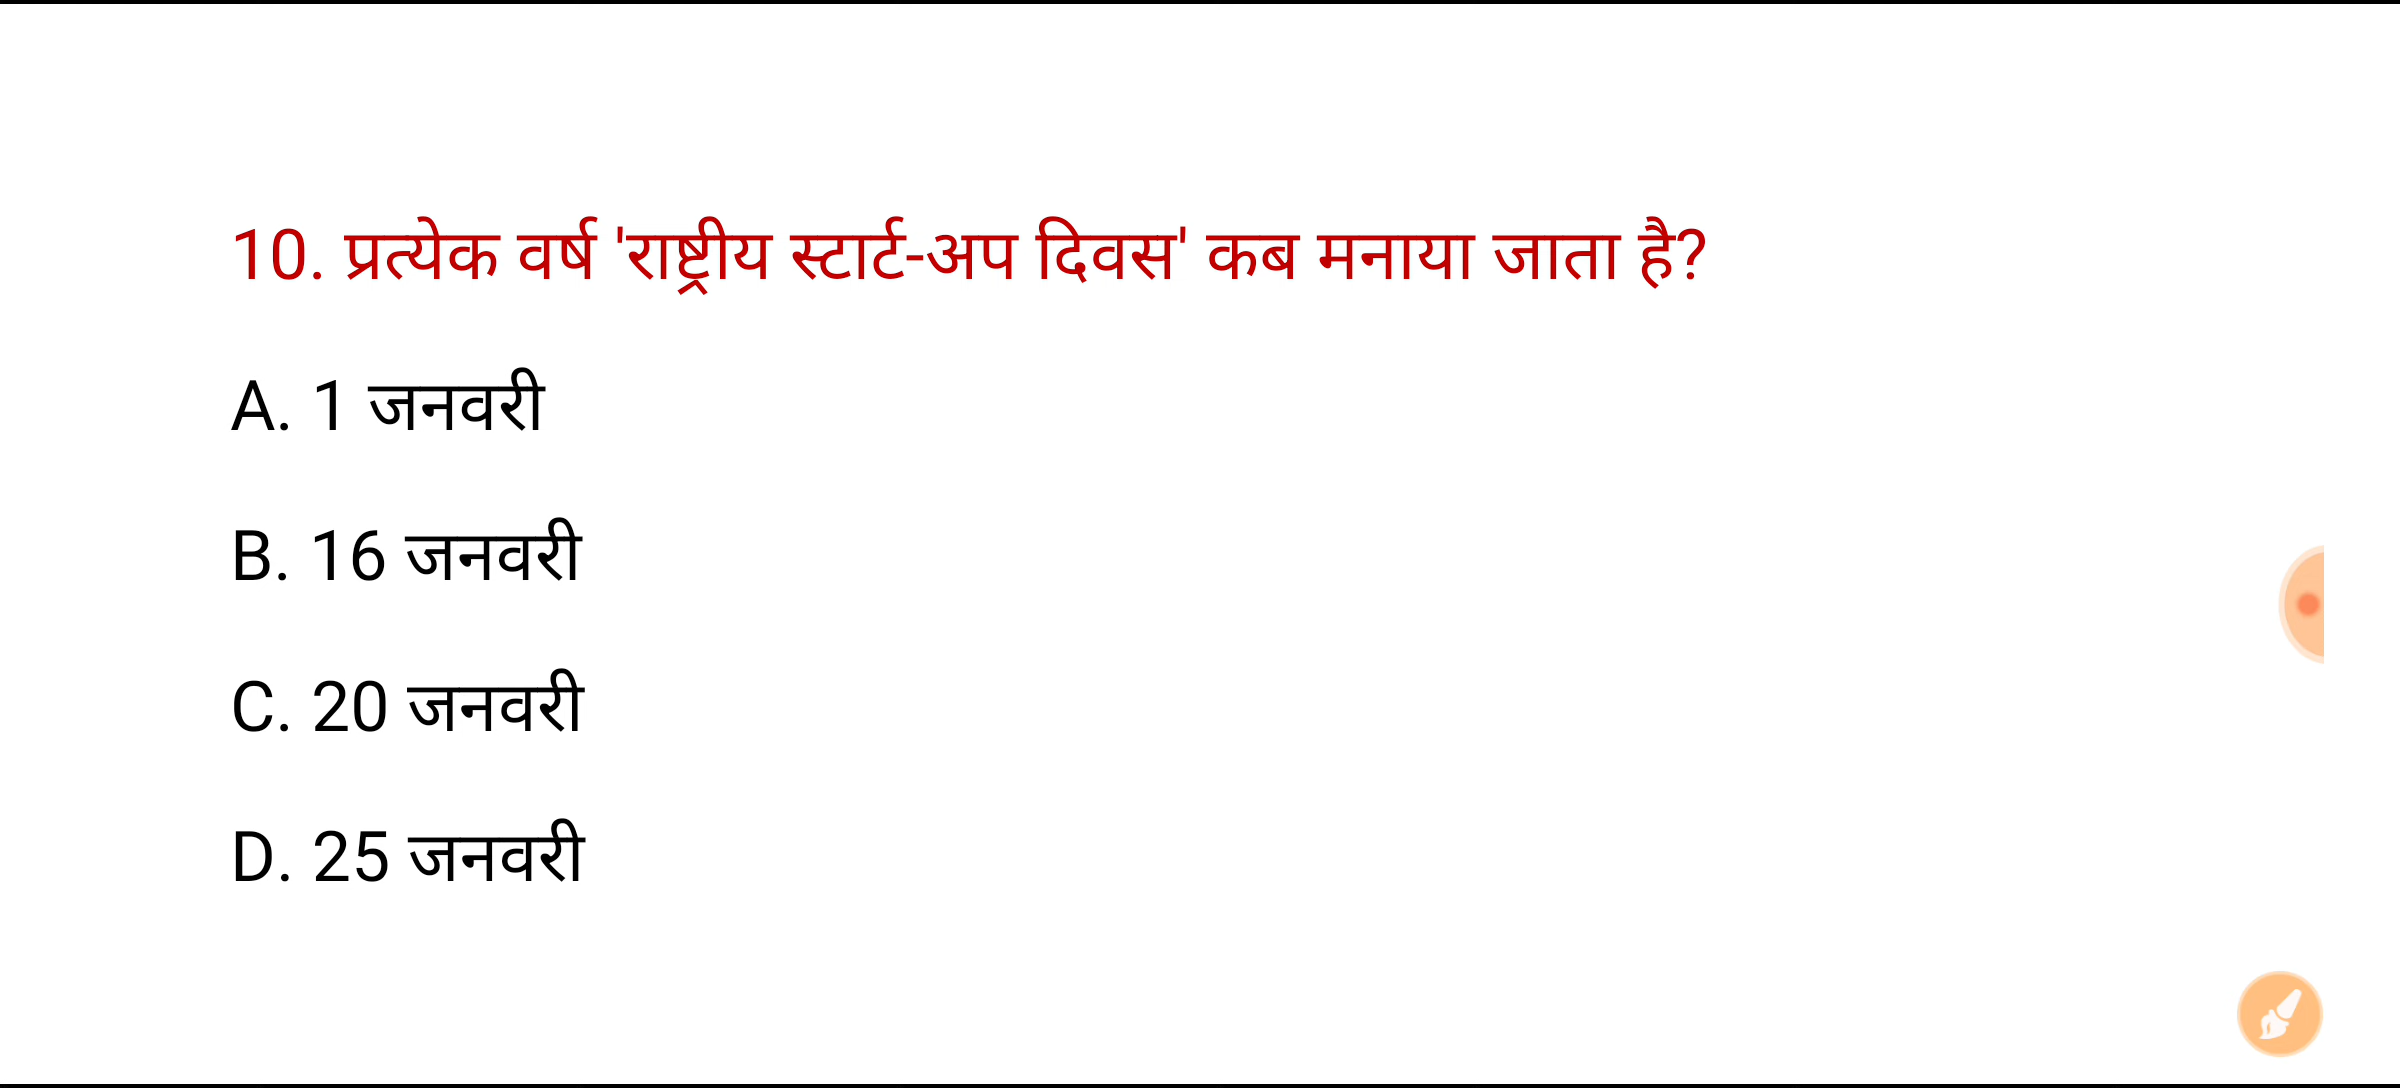 10. प्रत्येक वर्ष 'राष्ट्रीय स्टार्ट-अप दिवस' कब मनाया जाता है?
A. 1 जनवरी
B. 16 जनवरी
C. 20 जनवरी
D. 25 जनवरी